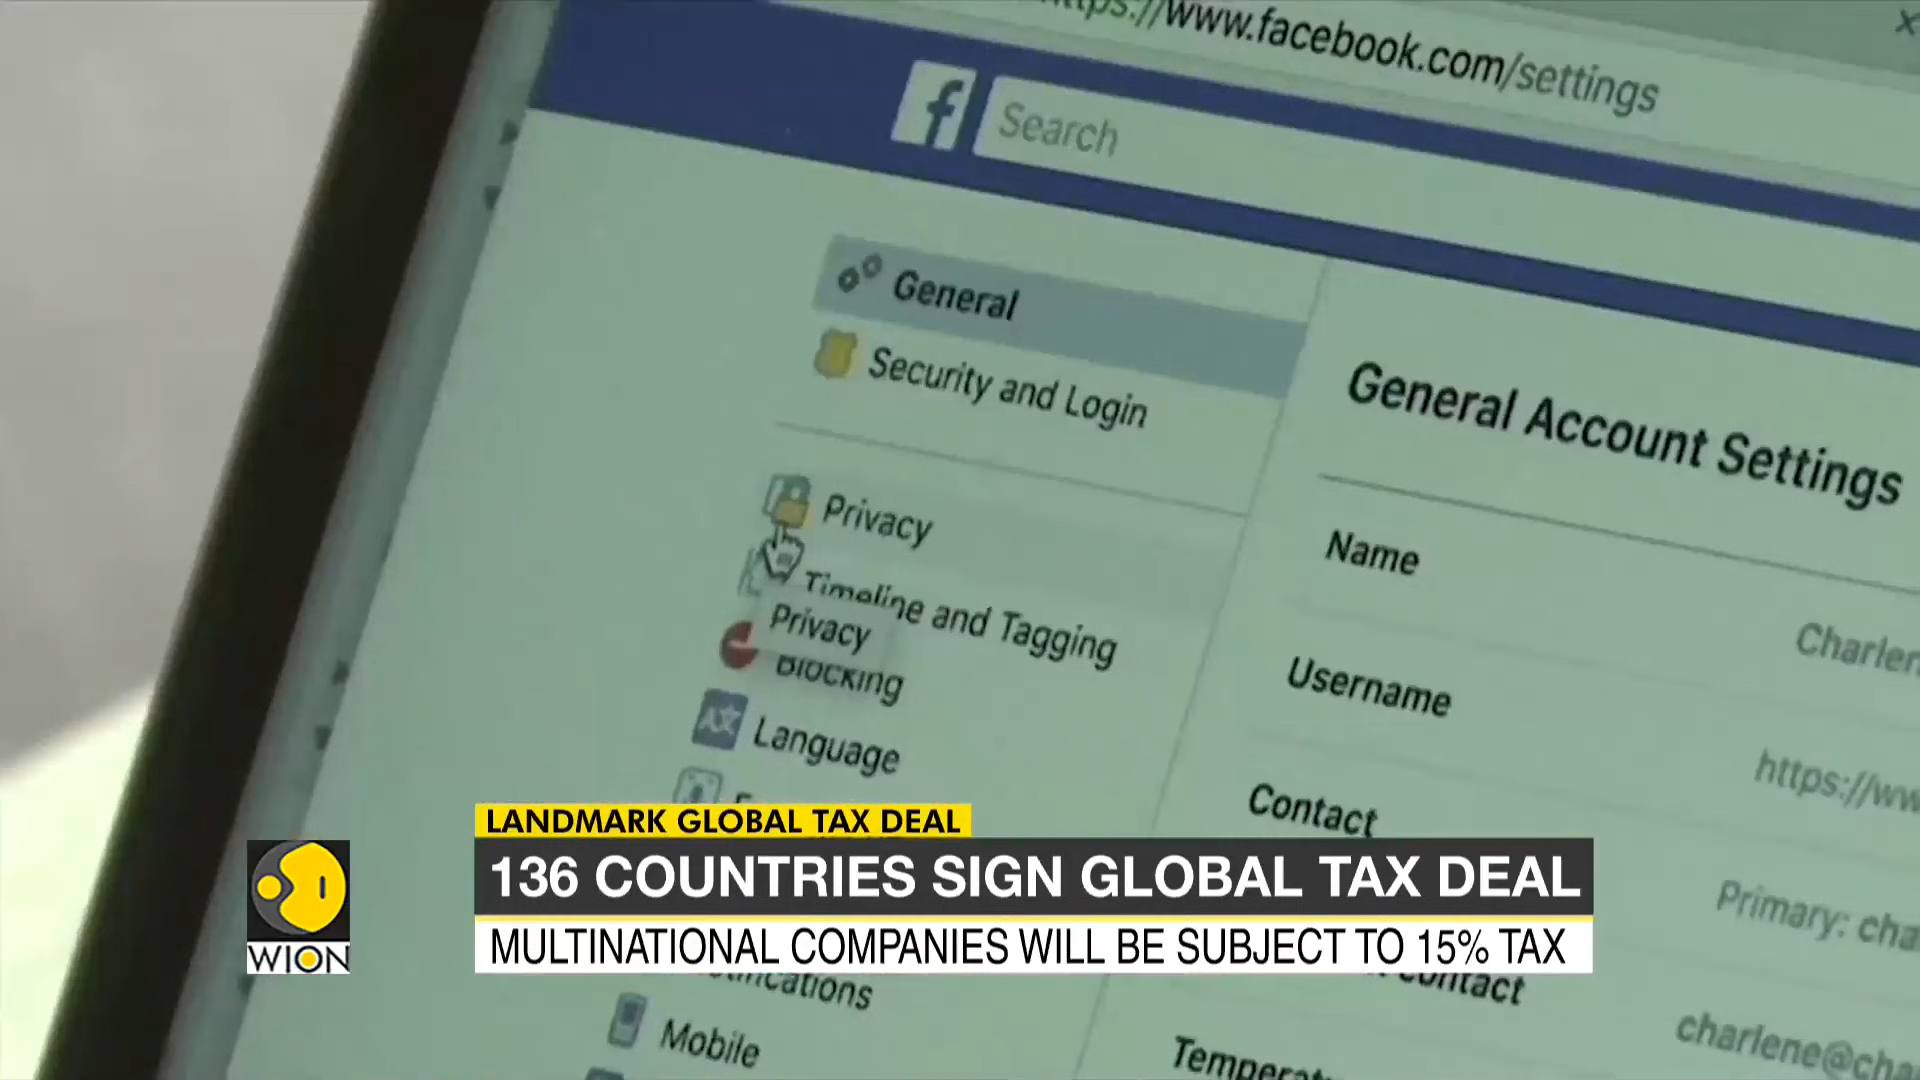 https://www.facebook.com/settings
f
Search
General
Security and Login
Privacy
Timeline and Tagging
Privacy
Blocking
Language
General Account Settings
Name
Username
Contact
https://ww
Primary: cha
LANDMARK GLOBAL TAX DEAL
136 COUNTRIES SIGN GLOBAL TAX DEAL
MULTINATIONAL COMPANIES WILL BE SUBJECT TO 15% TAX
WION
contact
charlene@cha
Mobile